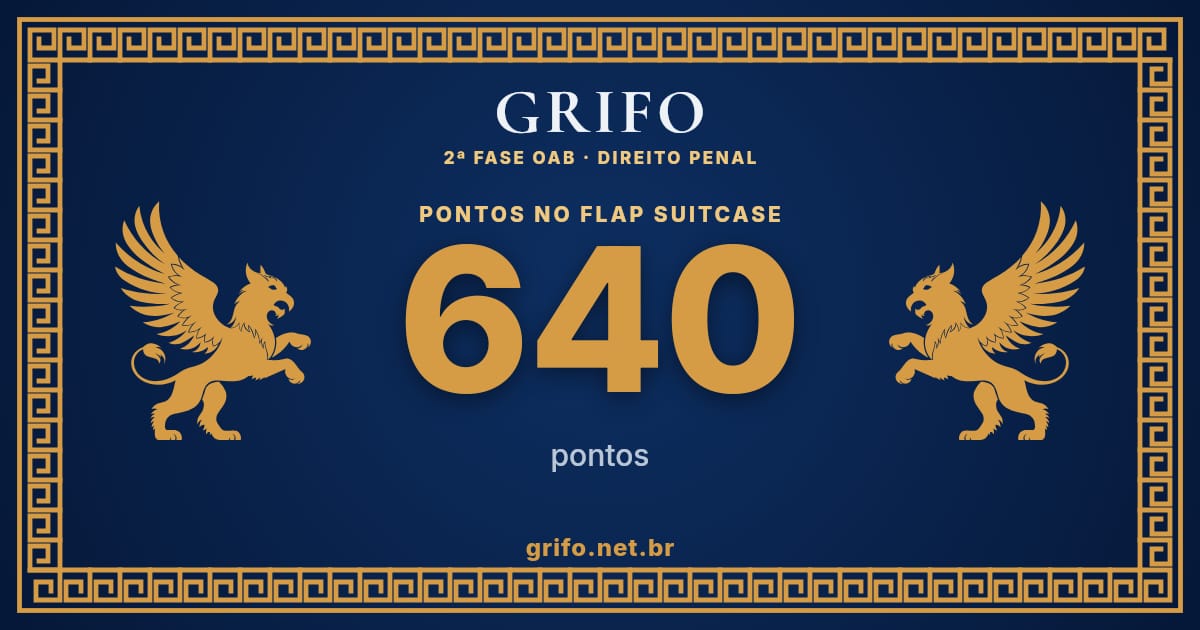 GRIFO
2ª FASE OAB · DIREITO PENAL
PONTOS NO FLAP SUITCASE
640
pontos
grifo.net.br